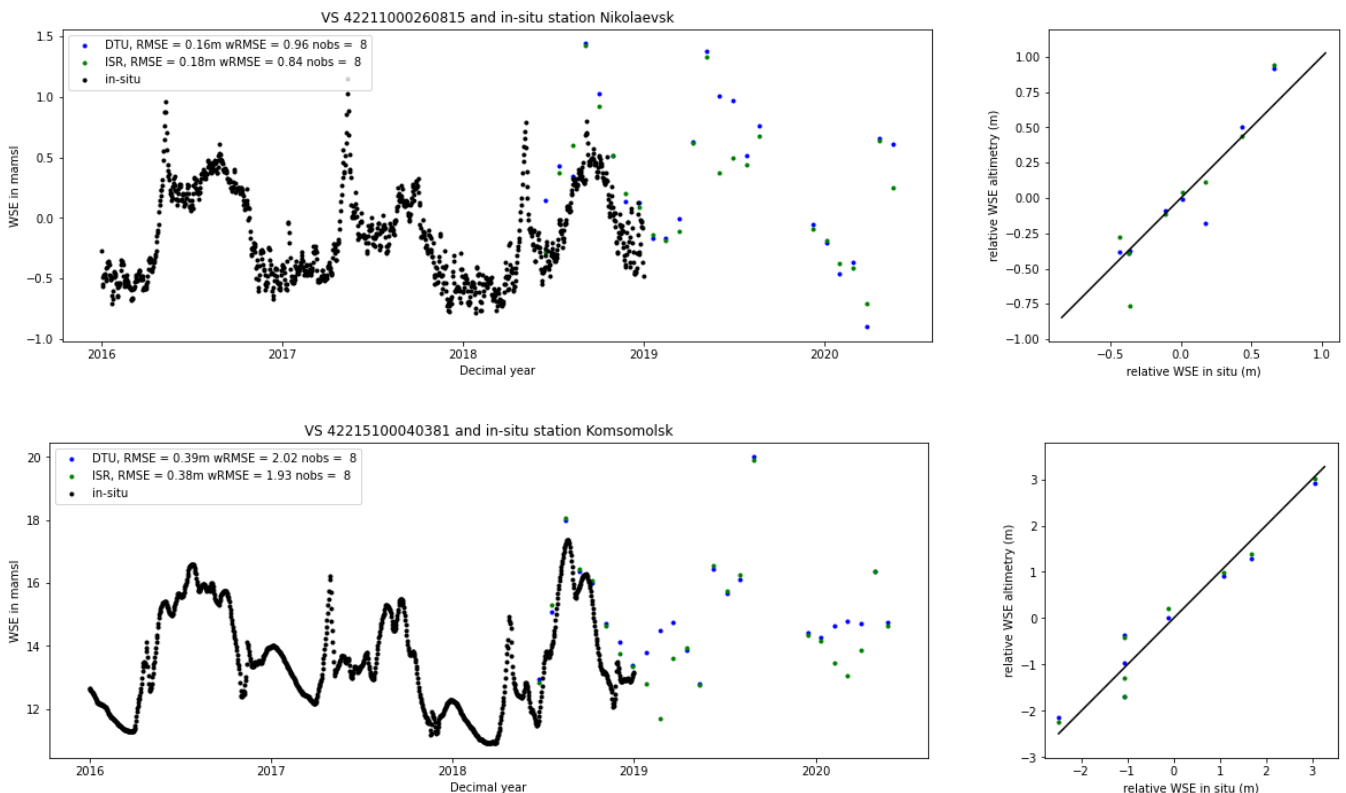 VS 42211000260815 and in-situ station Nikolaevsk
DTU, RMSE = 0.16m wRMSE = 0.96 nobs = 8
ISR, RMSE = 0.18m wRMSE = 0.84 nobs = 8
in-situ
WSE in mamsl
1.5
1.0
0.5
0.0
−0.5
−1.0
2016 2017 2018 2019 2020
Decimal year
relative WSE altimetry (m)
1.00
0.75
0.50
0.25
0.00
−0.25
−0.50
−0.75
−1.00
−0.5 0.0 0.5 1.0
relative WSE in situ (m)
VS 42215100040381 and in-situ station Komsomolsk
DTU, RMSE = 0.39m wRMSE = 2.02 nobs = 8
ISR, RMSE = 0.38m wRMSE = 1.93 nobs = 8
in-situ
WSE in mamsl
20
18
16
14
12
2016 2017 2018 2019 2020
Decimal year
relative WSE altimetry (m)
3
2
1
0
−1
−2
−3
−2 −1 0 1 2 3
relative WSE in situ (m)